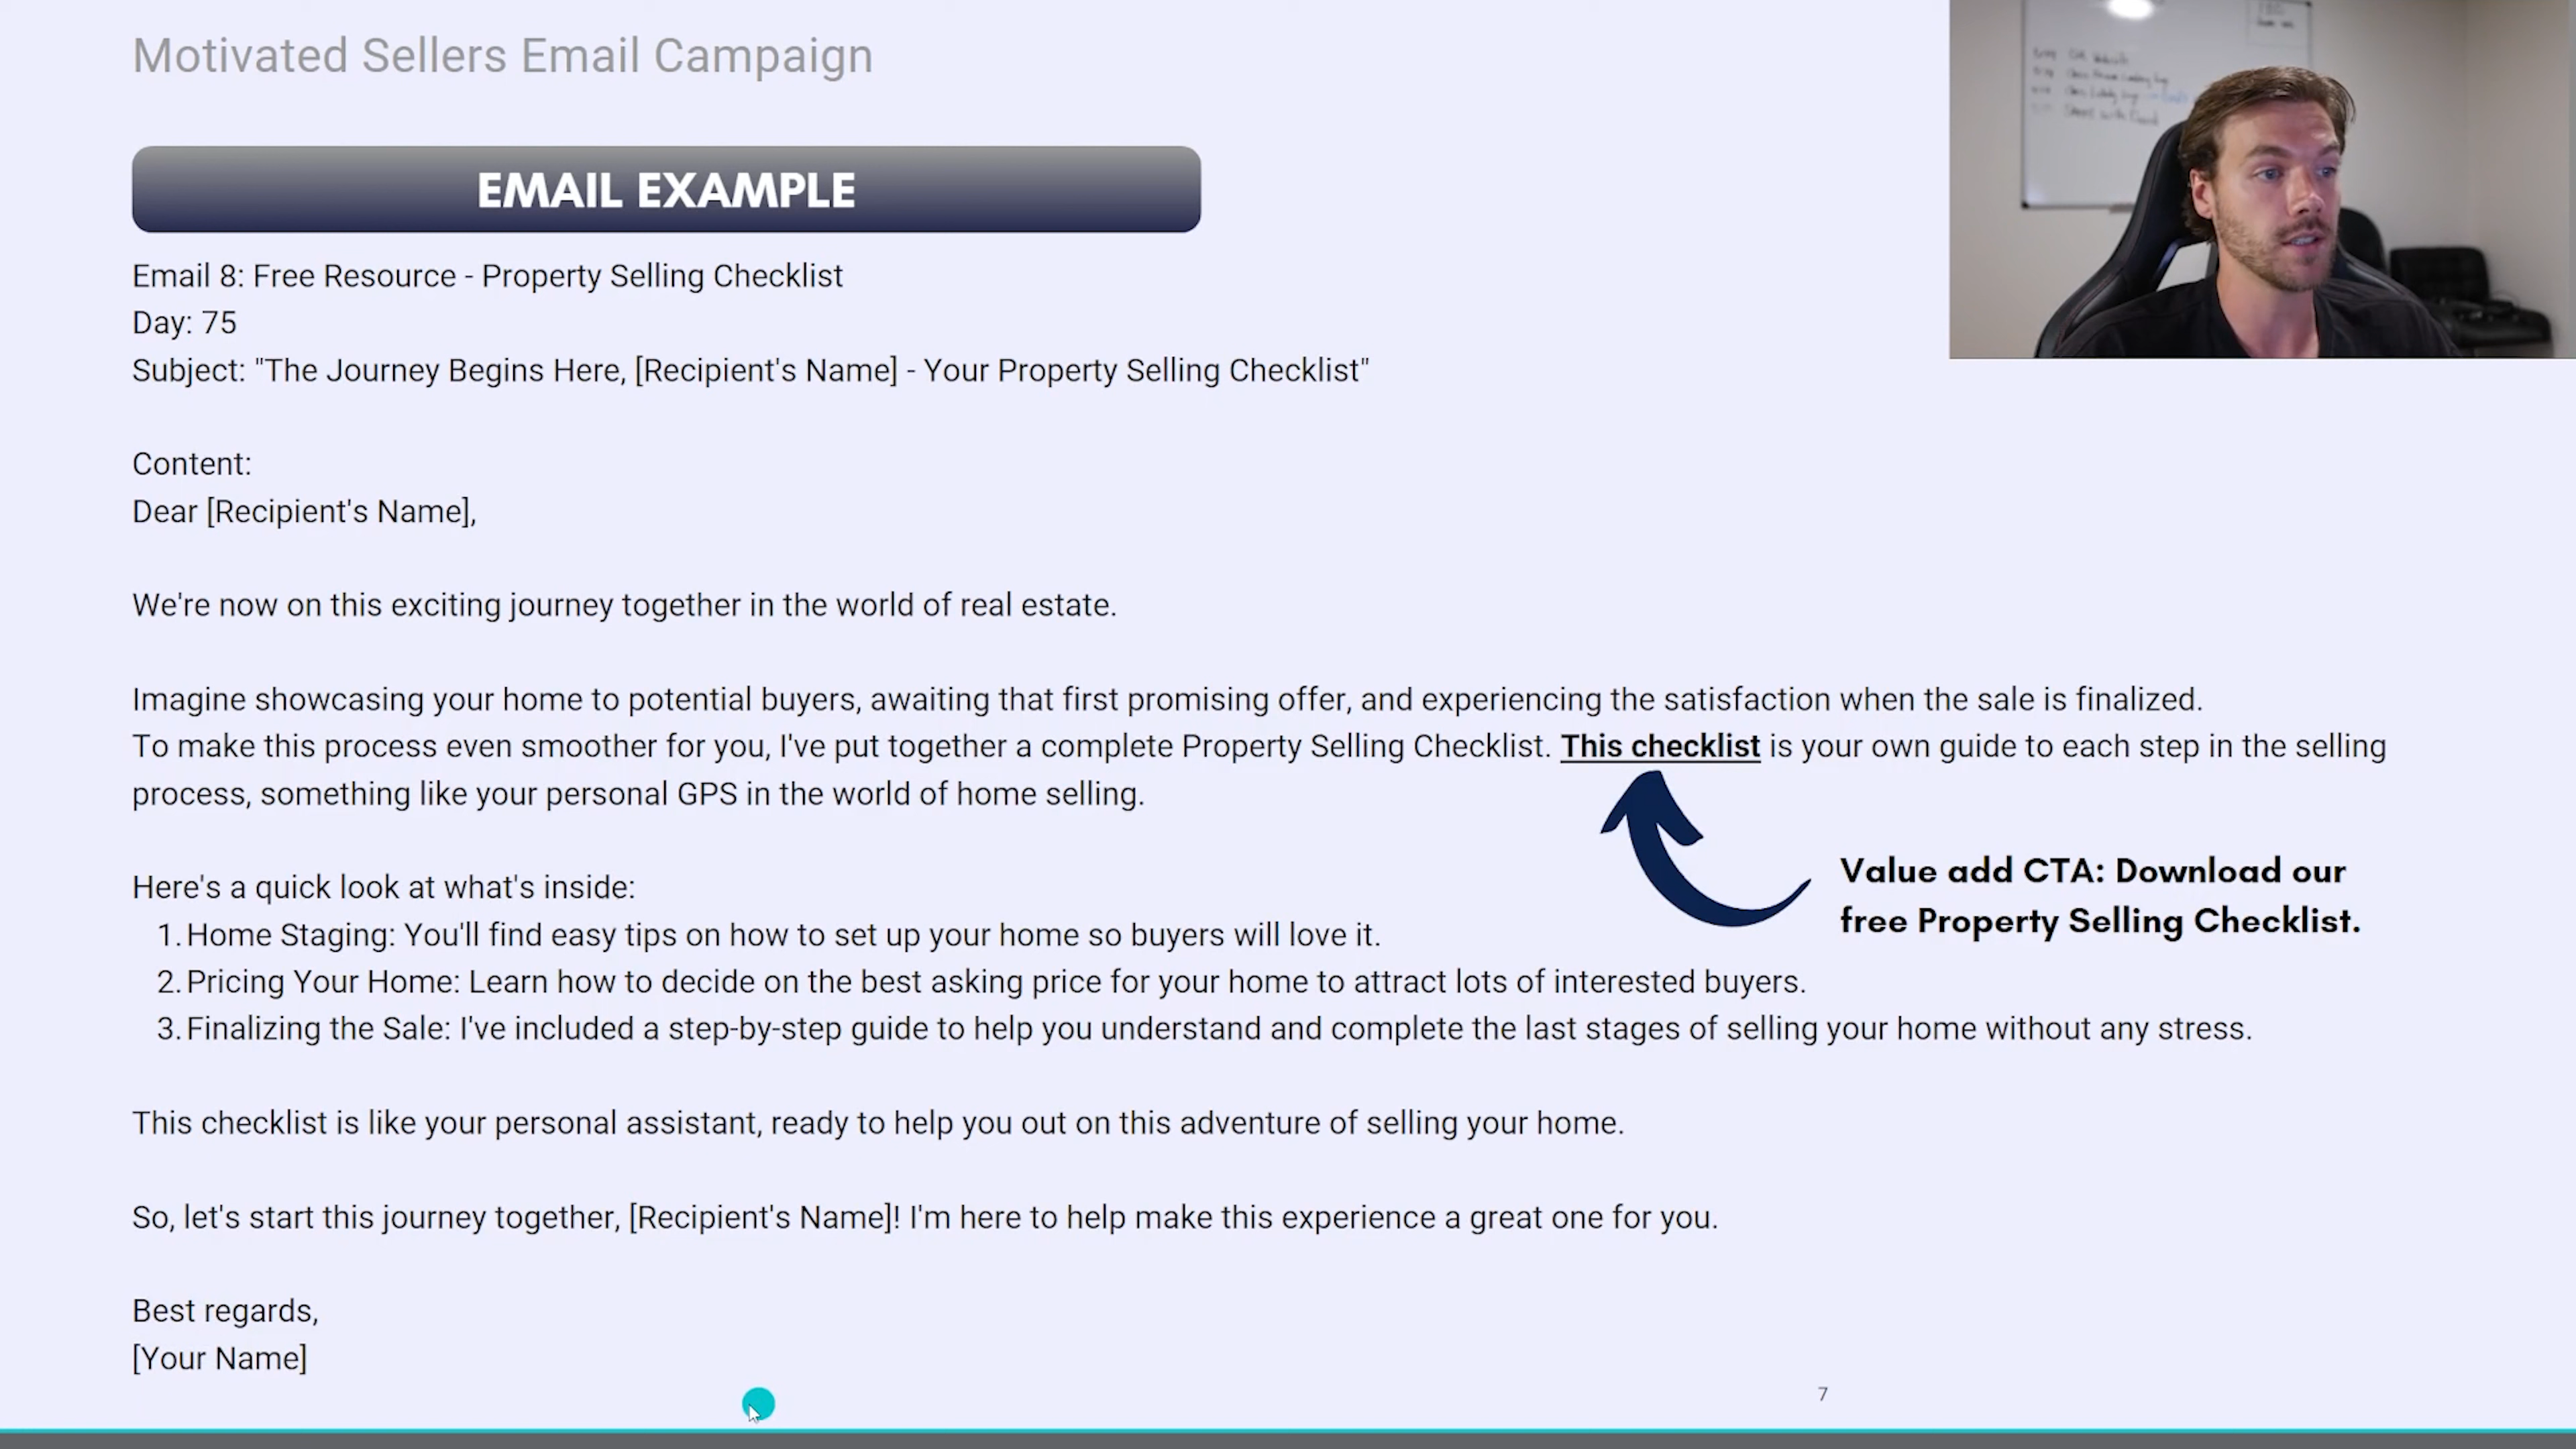 Motivated Sellers Email Campaign
EMAIL EXAMPLE
Email 8: Free Resource - Property Selling Checklist
Day: 75
Subject: "The Journey Begins Here, [Recipient's Name] - Your Property Selling Checklist"
Content:
Dear [Recipient's Name],
We're now on this exciting journey together in the world of real estate.
Imagine showcasing your home to potential buyers, awaiting that first promising offer, and experiencing the satisfaction when the sale is finalized.
To make this process even smoother for you, I've put together a complete Property Selling Checklist. This checklist is your own guide to each step in the selling
process, something like your personal GPS in the world of home selling.
Value add CTA: Download our
free Property Selling Checklist.
Here's a quick look at what's inside:
1. Home Staging: You'll find easy tips on how to set up your home so buyers will love it.
2. Pricing Your Home: Learn how to decide on the best asking price for your home to attract lots of interested buyers.
3. Finalizing the Sale: I've included a step-by-step guide to help you understand and complete the last stages of selling your home without any stress.
This checklist is like your personal assistant, ready to help you out on this adventure of selling your home.
So, let's start this journey together, [Recipient's Name]! I'm here to help make this experience a great one for you.
Best regards,
[Your Name]
7